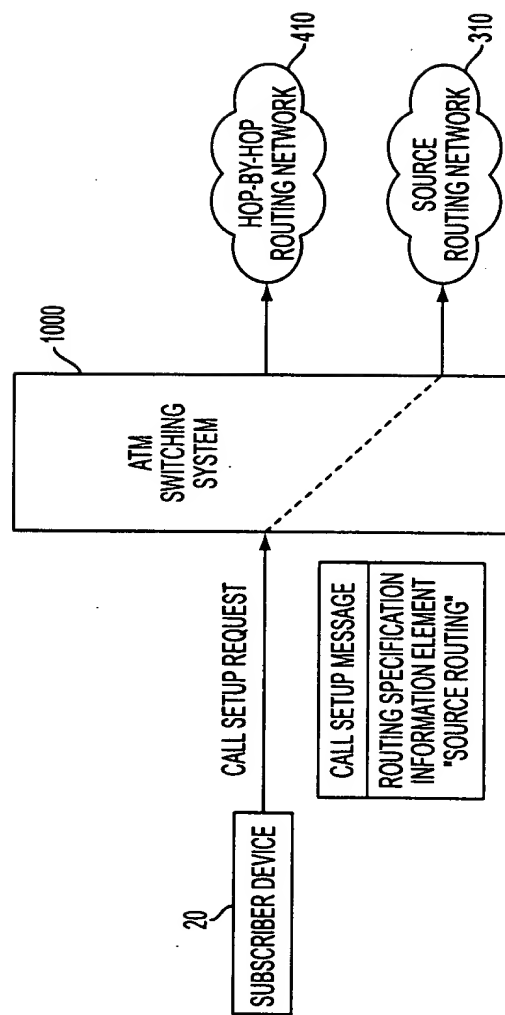 20
SUBSCRIBER DEVICE
CALL SETUP REQUEST
CALL SETUP MESSAGE
ROUTING SPECIFICATION
INFORMATION ELEMENT
"SOURCE ROUTING"
1000
ATM
SWITCHING
SYSTEM
410
HOP-BY-HOP
ROUTING NETWORK
310
SOURCE
ROUTING NETWORK